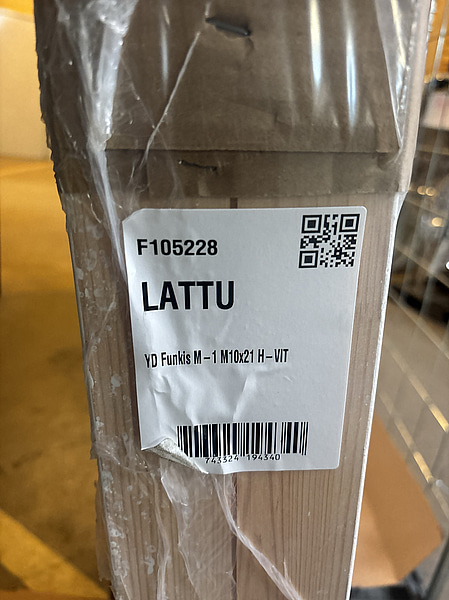 F105228
LATTU
YD Funkis M-1 M10x21 H-VIT
743324 194340